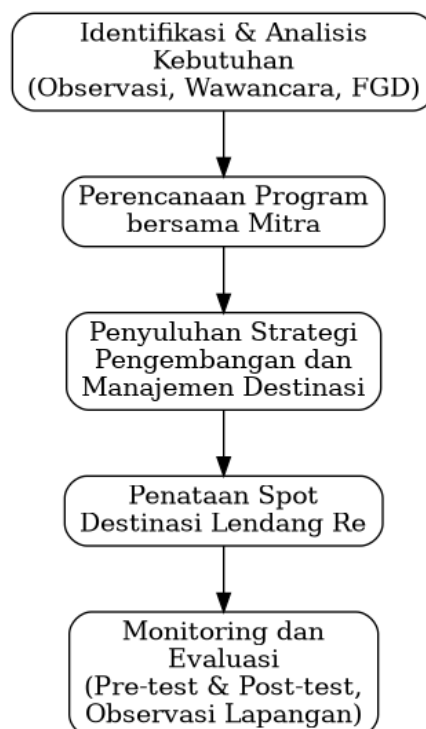 Identifikasi & Analisis
Kebutuhan
(Observasi, Wawancara, FGD)
Perencanaan Program
bersama Mitra
Penyuluhan Strategi
Pengembangan dan
Manajemen Destinasi
Penataan Spot
Destinasi Lendang Re
Monitoring dan
Evaluasi
(Pre-test & Post-test,
Observasi Lapangan)